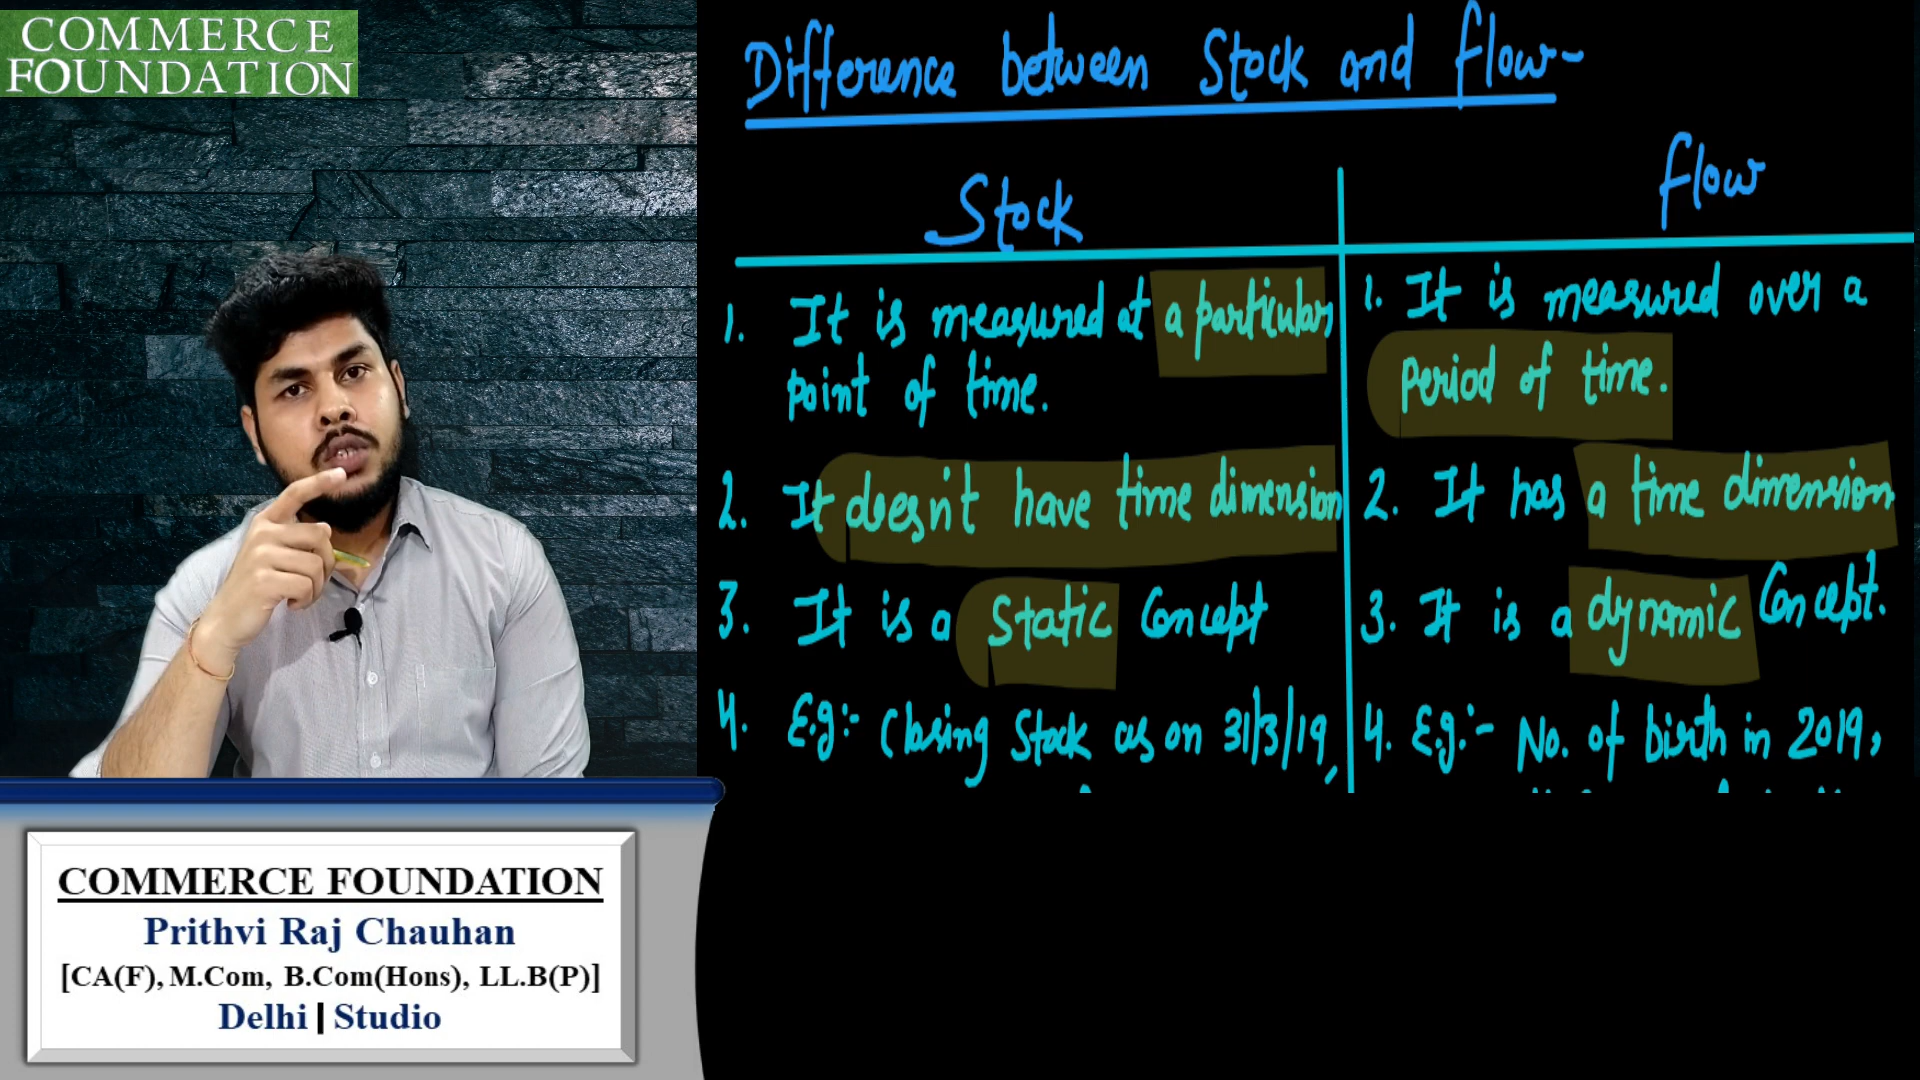 COMMERCE
FOUNDATION
Difference between Stock and flow-
Stock
flow
1. It is measured at a particular
point of time.
2. It doesn't have time dimension
3. It is a Static Concept
4. E.g:- Closing Stock as on 31/3/19,
1. It is measured over a
period of time.
2. It has a time dimension
3. It is a dynamic Concept.
4. E.g.:- No. of birth in 2019,
COMMERCE FOUNDATION
Prithvi Raj Chauhan
[CA(F), M.Com, B.Com(Hons), LL.B(P)]
Delhi | Studio